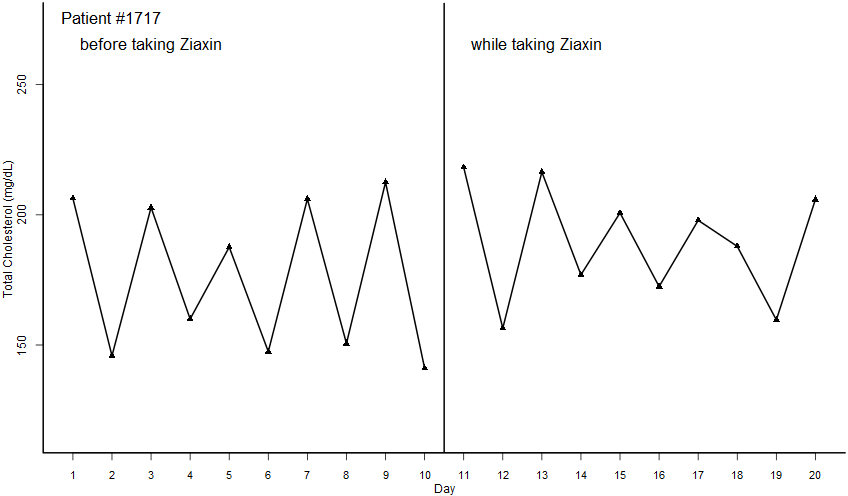 Patient #1717
before taking Ziaxin
while taking Ziaxin
Total Cholesterol (mg/dL)
250
200
150
1 2 3 4 5 6 7 8 9 10 11 12 13 14 15 16 17 18 19 20
Day